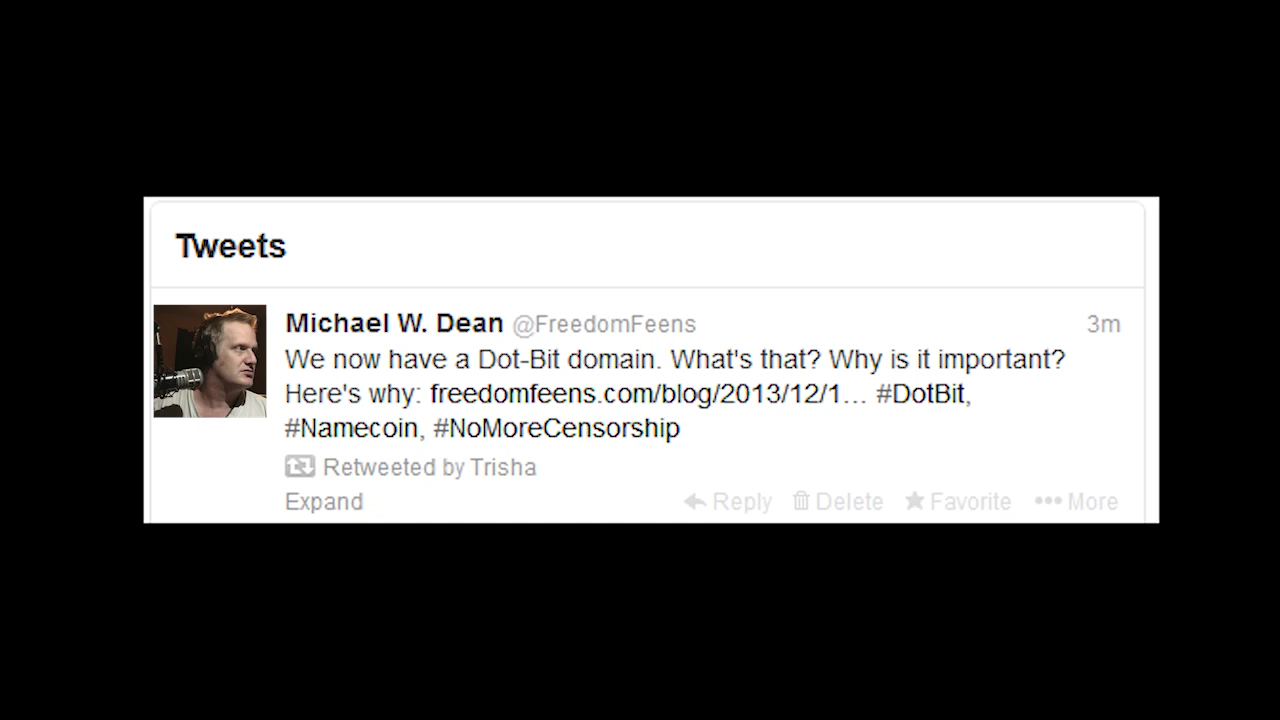 Tweets
Michael W. Dean @FreedomFeens 3m
We now have a Dot-Bit domain. What's that? Why is it important?
Here's why: freedomfeens.com/blog/2013/12/1… #DotBit,
#Namecoin, #NoMoreCensorship
Retweeted by Trisha
Expand Reply Delete Favorite More